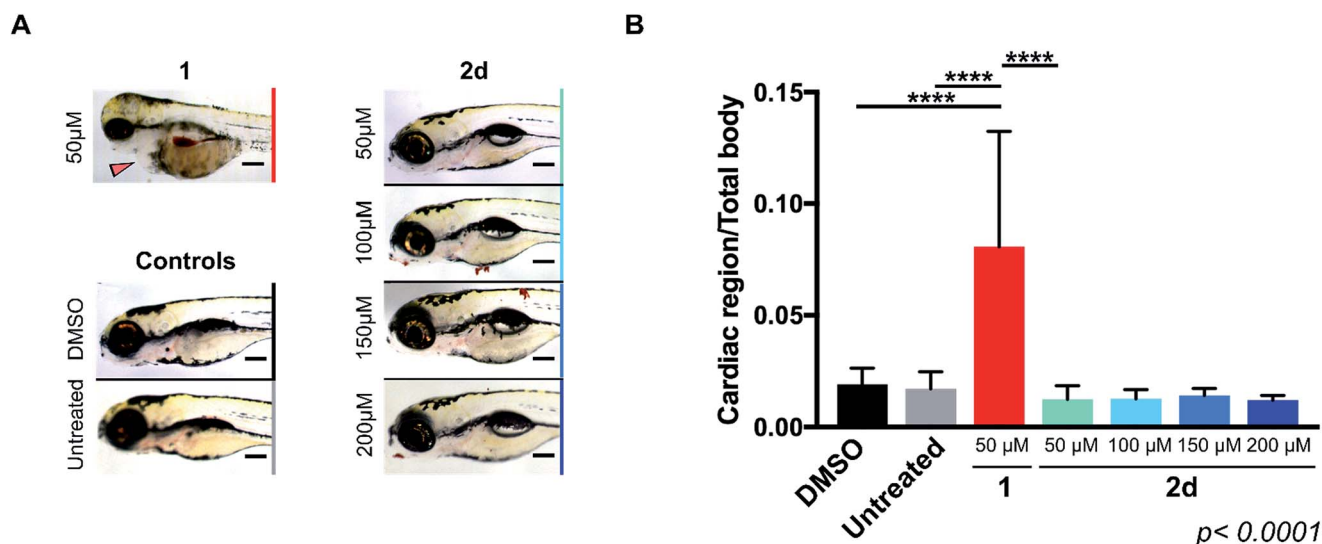 A
1
50µM
2d
50µM
100µM
150µM
200µM
Controls
DMSO
Untreated
B
****
****
****
Cardiac region/Total body
0.15
0.10
0.05
0.00
DMSO
Untreated
50 µM
50 µM
100 µM
150 µM
200 µM
1
2d
p< 0.0001